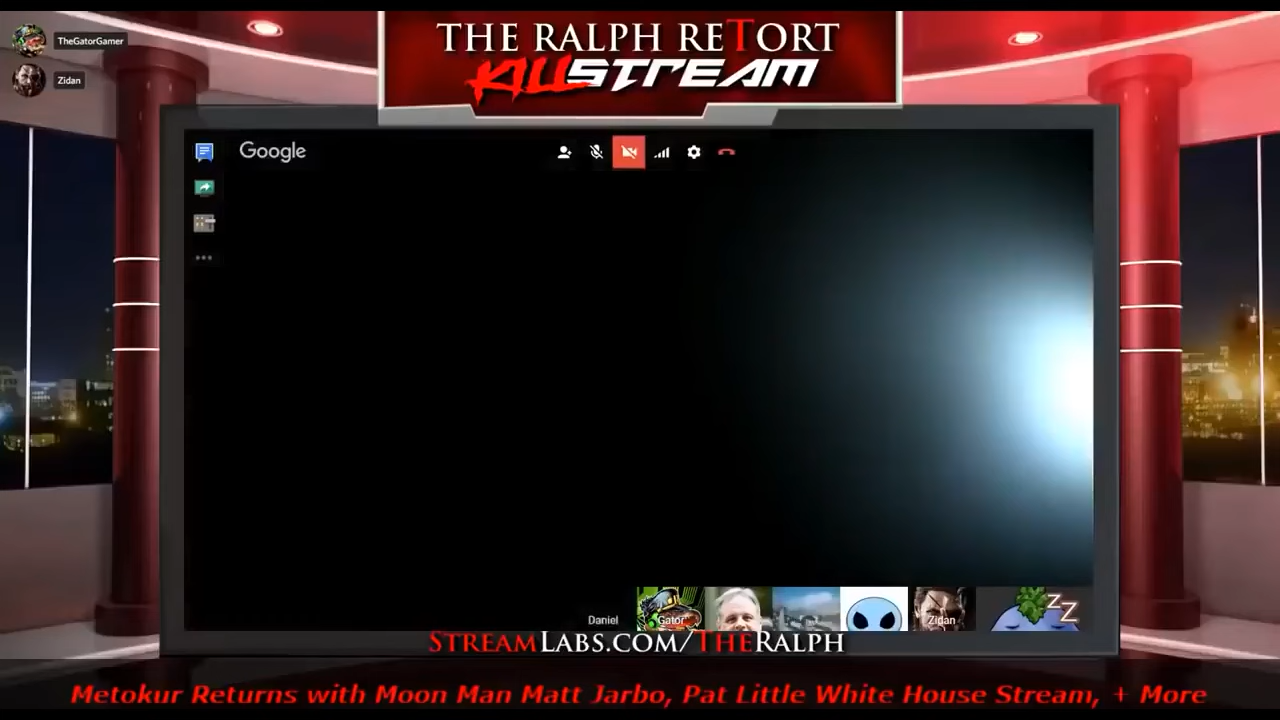 TheGatorGamer
Zidan
THE RALPH RETORT
KILLSTREAM
Google
Daniel
Gator
Zidan
Z
Z
STREAMLABS.COM/THERALPH
Metokur Returns with Moon Man Matt Jarbo, Pat Little White House Stream, + More